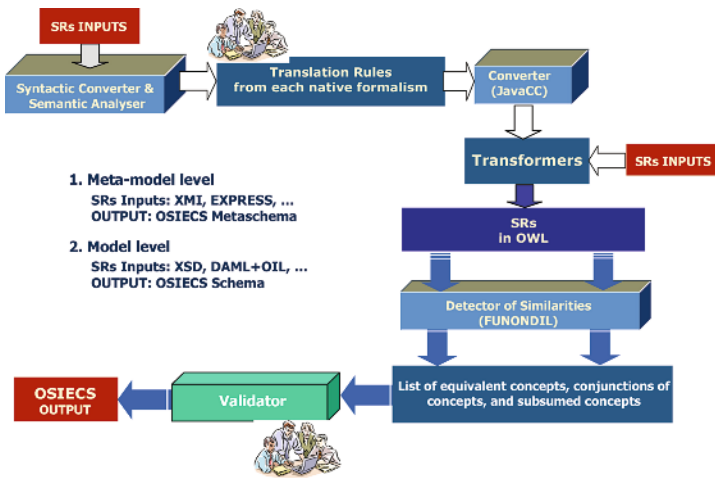 SRs INPUTS
Syntactic Converter &
Semantic Analyser
Translation Rules
from each native formalism
Converter
(JavaCC)
Transformers
SRs INPUTS
1. Meta-model level
SRs Inputs: XMI, EXPRESS, ...
OUTPUT: OSIECS Metaschema
2. Model level
SRs Inputs: XSD, DAML+OIL, ...
OUTPUT: OSIECS Schema
SRs
in OWL
Detector of Similarities
(FUNONDIL)
List of equivalent concepts, conjunctions of
concepts, and subsumed concepts
Validator
OSIECS
OUTPUT